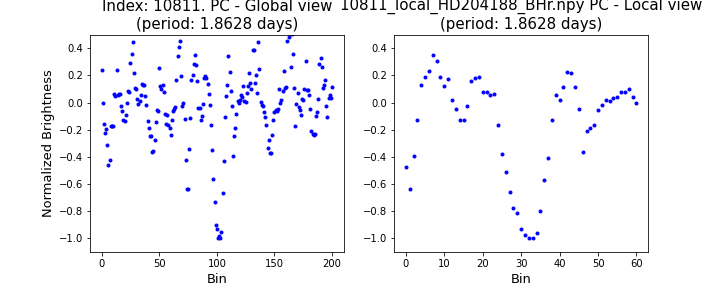 Index: 10811. PC - Global view
(period: 1.8628 days)
10811_local_HD204188_BHr.npy PC - Local view
(period: 1.8628 days)
Normalized Brightness
0.4
0.2
0.0
−0.2
−0.4
−0.6
−0.8
−1.0
0 50 100 150 200
Bin
0.4
0.2
0.0
−0.2
−0.4
−0.6
−0.8
−1.0
0 10 20 30 40 50 60
Bin